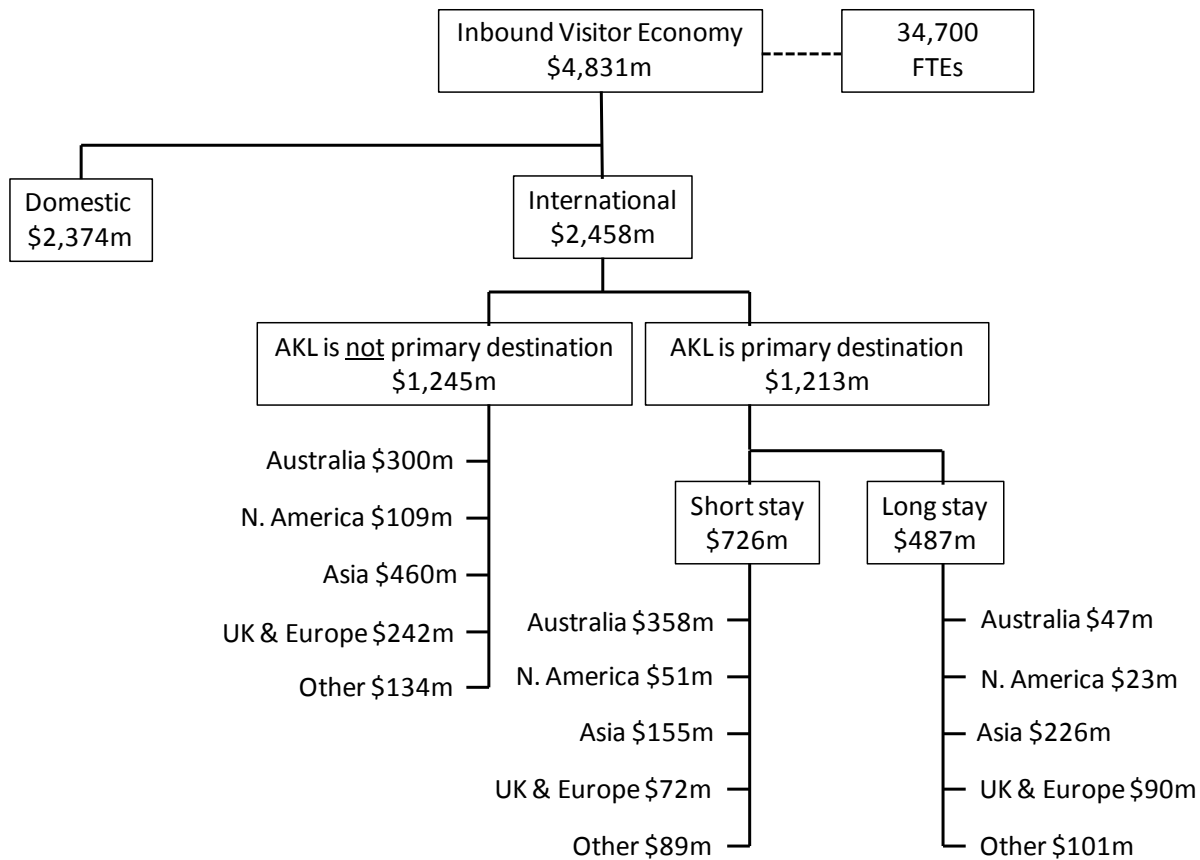 Inbound Visitor Economy
$4,831m
34,700
FTEs
Domestic
$2,374m
International
$2,458m
AKL is not primary destination
$1,245m
AKL is primary destination
$1,213m
Australia $300m
N. America $109m
Asia $460m
UK & Europe $242m
Other $134m
Short stay
$726m
Long stay
$487m
Australia $358m
N. America $51m
Asia $155m
UK & Europe $72m
Other $89m
Australia $47m
N. America $23m
Asia $226m
UK & Europe $90m
Other $101m